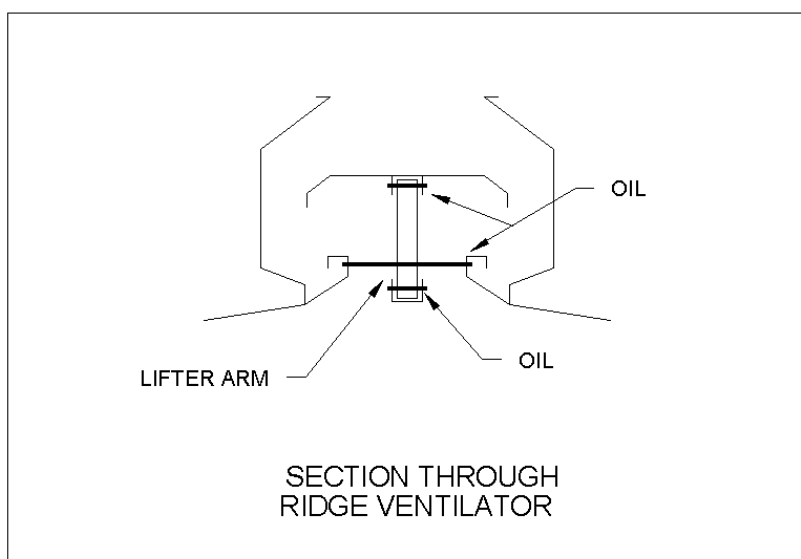 OIL
OIL
LIFTER ARM
SECTION THROUGH
RIDGE VENTILATOR